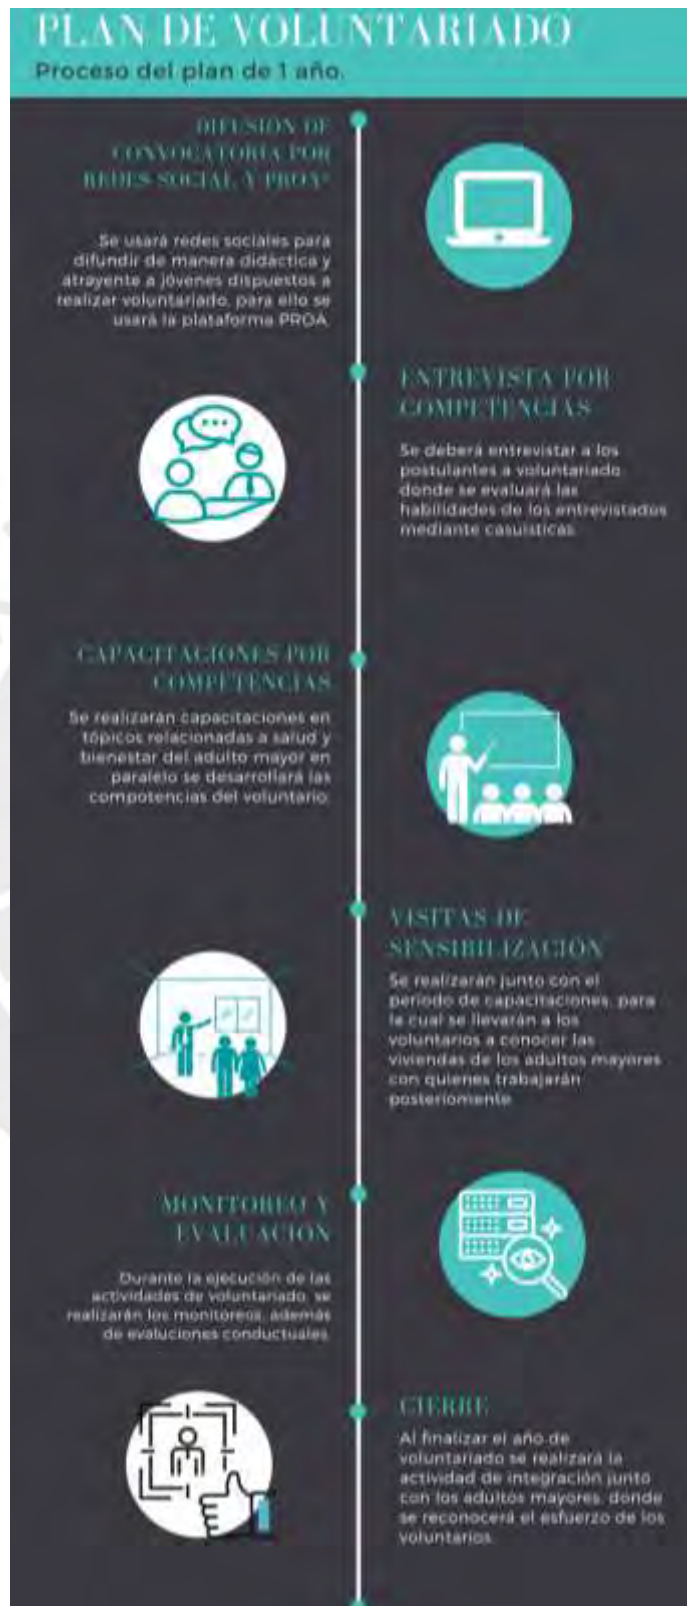 PLAN DE VOLUNTARIADO
Proceso del plan de 1 año.
DIFUSIÓN DE
CONVOCATORIA POR
REDES SOCIAL Y PROA*
Se usará redes sociales para
difundir de manera didáctica y
atrayente a jóvenes dispuestos a
realizar voluntariado, para ello se
usará la plataforma PROA.
ENTREVISTA POR
COMPETENCIAS
Se deberá entrevistar a los
postulantes a voluntariado
donde se evaluará las
habilidades de los entrevistados
mediante casuísticas.
CAPACITACIONES POR
COMPETENCIAS
Se realizarán capacitaciones en
tópicos relacionadas a salud y
bienestar del adulto mayor en
paralelo se desarrollará las
competencias del voluntario.
VISITAS DE
SENSIBILIZACIÓN
Se realizarán junto con el
período de capacitaciones, para
la cual se llevarán a los
voluntarios a conocer las
viviendas de los adultos mayores
con quienes trabajarán
posteriomente.
MONITOREO Y
EVALUACIÓN
Durante la ejecución de las
actividades de voluntariado, se
realizarán los monitoreos, además
de evaluciones conductuales.
CIERRE
Al finalizar el año de
voluntariado se realizará la
actividad de integración junto
con los adultos mayores, donde
se reconocerá el esfuerzo de los
voluntarios.